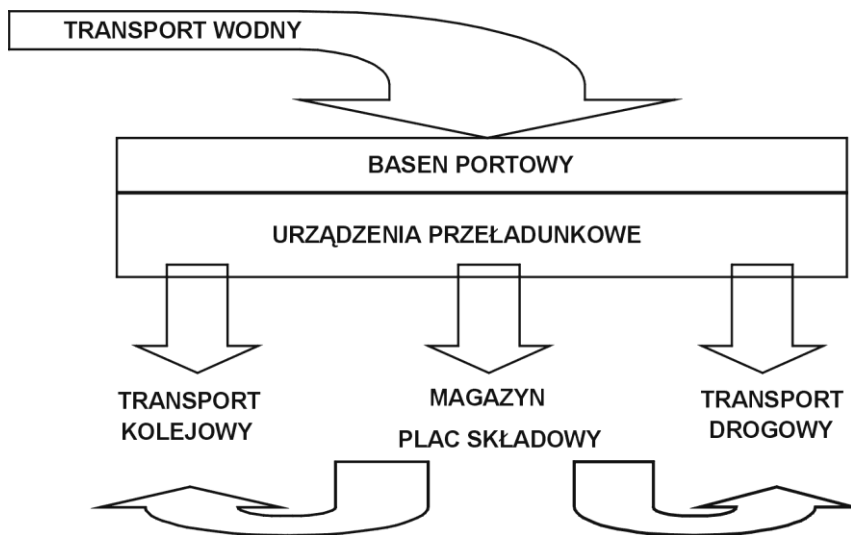 TRANSPORT WODNY
BASEN PORTOWY
URZĄDZENIA PRZEŁADUNKOWE
TRANSPORT
KOLEJOWY
MAGAZYN
PLAC SKŁADOWY
TRANSPORT
DROGOWY